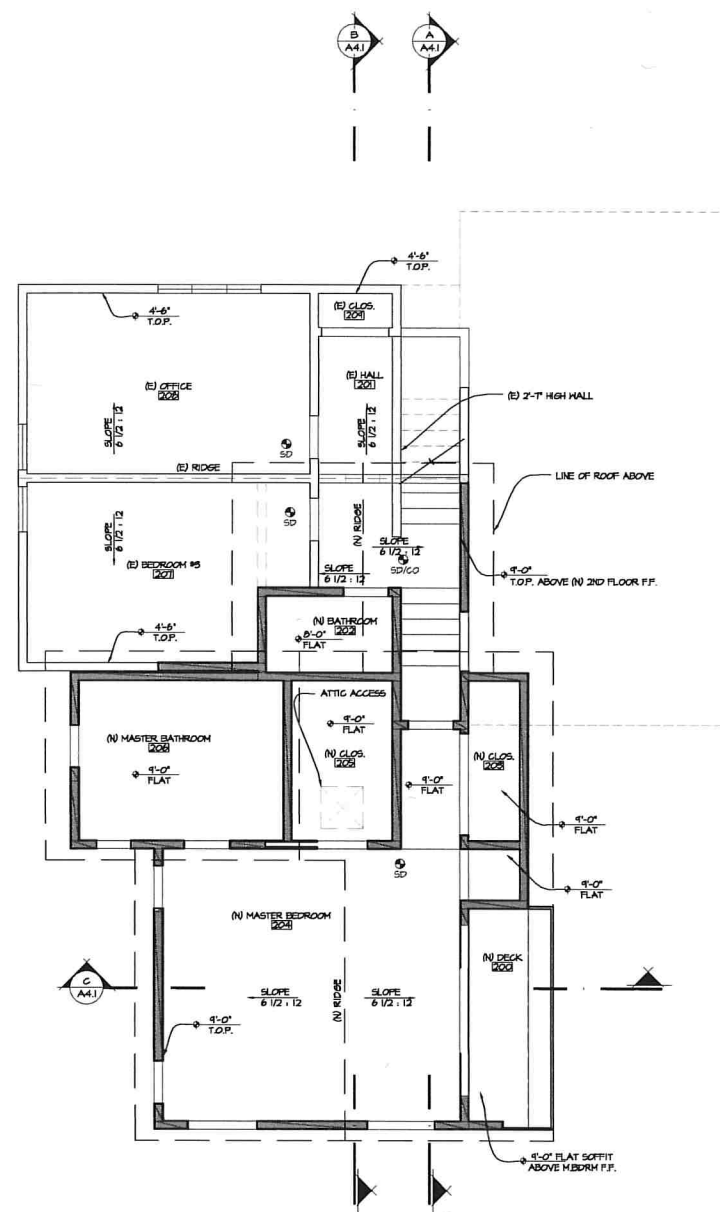 B
A4.1
A
A4.1
4'-6"
T.O.P.
4'-6"
T.O.P.
(E) CLOS.
209
(E) OFFICE
208
(E) HALL
201
SLOPE
6 1/2 : 12
SLOPE
6 1/2 : 12
(E) 2'-7" HIGH WALL
SD
(E) RIDGE
LINE OF ROOF ABOVE
SLOPE
6 1/2 : 12
SD
(N) RIDGE
SLOPE
6 1/2 : 12
(E) BEDROOM #3
207
SLOPE
6 1/2 : 12
SD/CO
9'-0"
T.O.P. ABOVE (N) 2ND FLOOR F.F.
4'-6"
T.O.P.
(N) BATHROOM
202
8'-0"
FLAT
ATTIC ACCESS
(N) MASTER BATHROOM
206
9'-0"
FLAT
9'-0"
FLAT
(N) CLOS.
205
9'-0"
FLAT
(N) CLOS.
203
9'-0"
FLAT
SD
9'-0"
FLAT
(N) MASTER BEDROOM
204
(N) DECK
200
C
A4.1
SLOPE
6 1/2 : 12
(N) RIDGE
SLOPE
6 1/2 : 12
9'-0"
T.O.P.
9'-0" FLAT SOFFIT
ABOVE M.BDRM F.F.